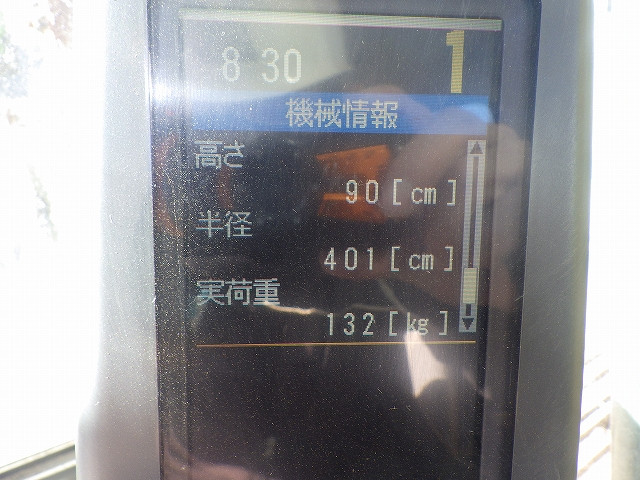 8 30 1
機械情報
高さ
90[cm]
半径
401[cm]
実荷重
132[kg]